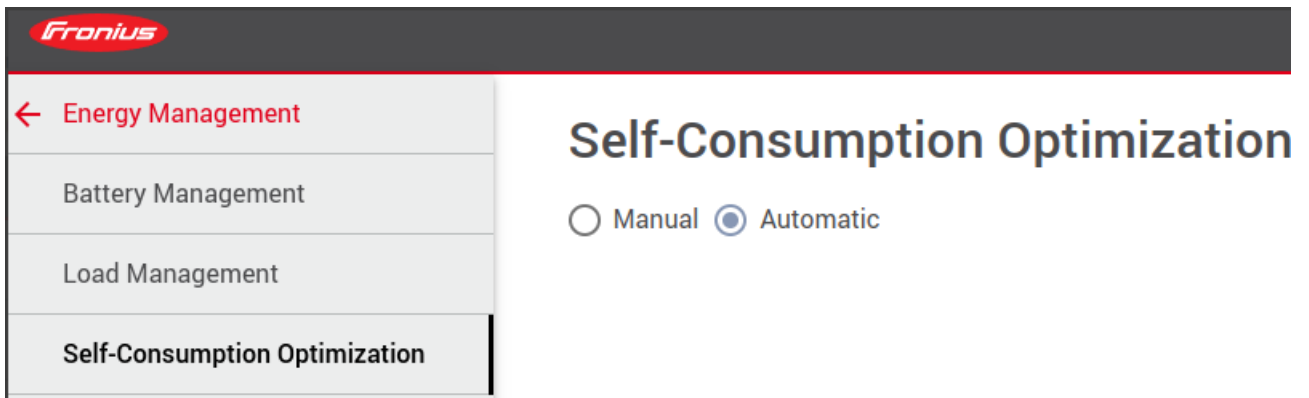 Fronius
← Energy Management
Battery Management
Load Management
Self-Consumption Optimization
Self-Consumption Optimization
Manual Automatic